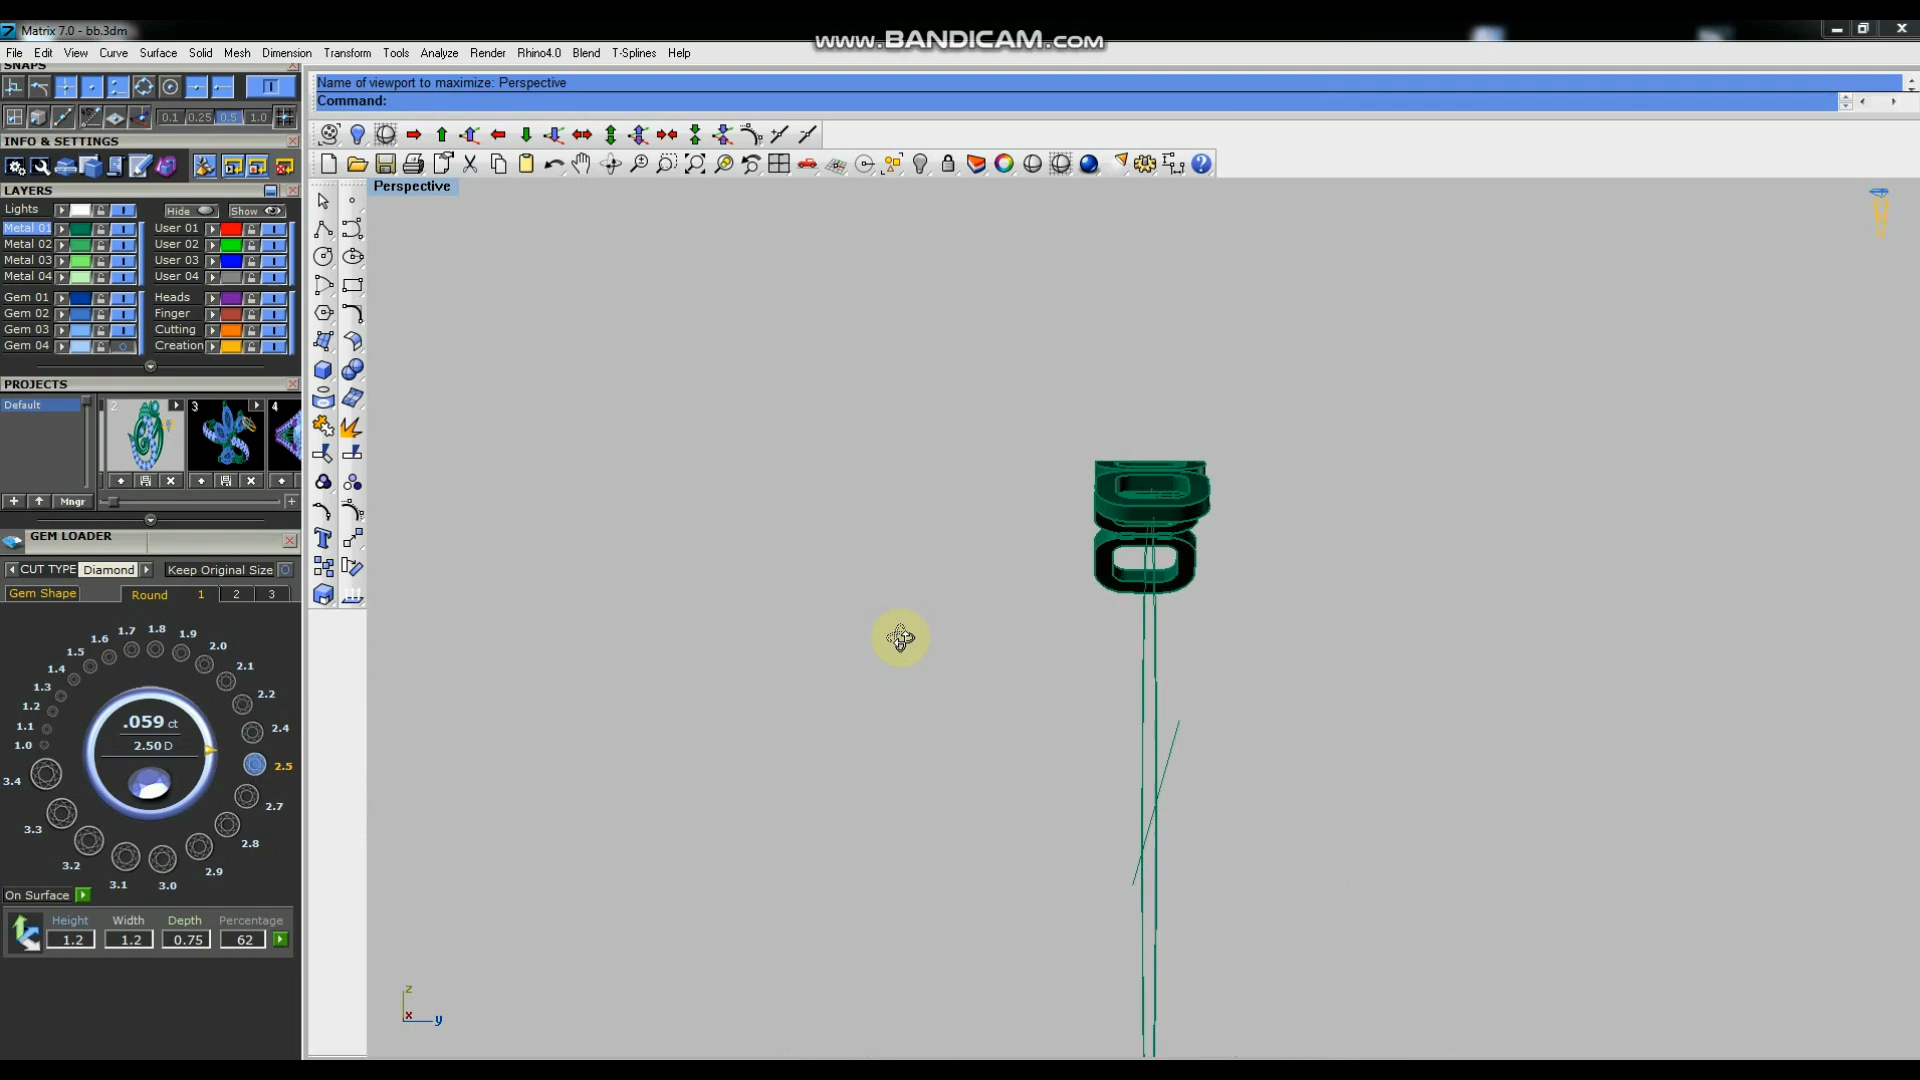 Matrix 7.0 - bb.3dm
www.BANDICAM.com
File Edit View Curve Surface Solid Mesh Dimension Transform Tools Analyze Render Rhino4.0 Blend T-Splines Help
SNAPS
0.1 0.25 0.5 1.0
Name of viewport to maximize: Perspective
Command:
INFO & SETTINGS
LAYERS
Lights Hide Show
Metal 01 User 01
Metal 02 User 02
Metal 03 User 03
Metal 04 User 04
Gem 01 Heads
Gem 02 Finger
Gem 03 Cutting
Gem 04 Creation
Perspective
PROJECTS
Default 2 3 4
Mngr
GEM LOADER
CUT TYPE Diamond Keep Original Size
Gem Shape Round 1 2 3
1.0
1.1
1.2
1.3
1.4
1.5
1.6
1.7
1.8
1.9
2.0
2.1
2.2
2.4
2.5
2.7
2.8
2.9
3.0
3.1
3.2
3.3
3.4
.059 ct
2.50 D
On Surface
Height Width Depth Percentage
1.2 1.2 0.75 62
z
x y